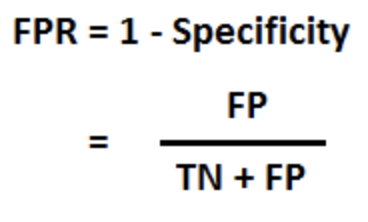 FPR = 1 - Specificity
FP
=
TN + FP